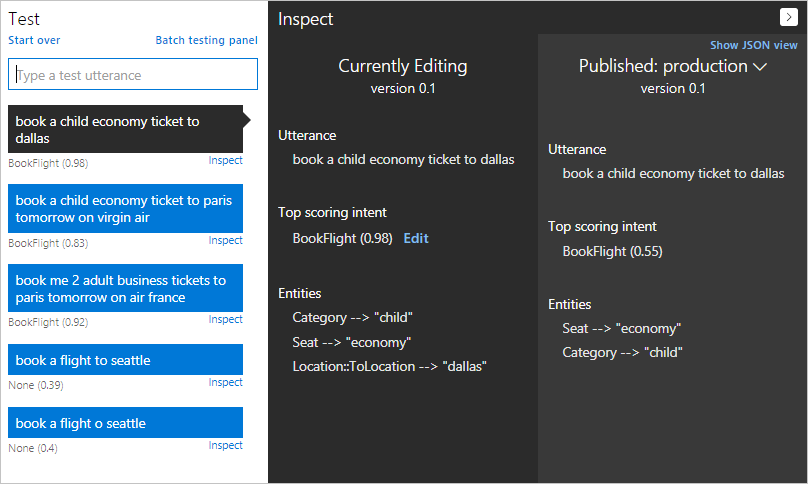 Test
Start over
Batch testing panel
Type a test utterance
book a child economy ticket to
dallas
BookFlight (0.98)
Inspect
book a child economy ticket to paris
tomorrow on virgin air
BookFlight (0.83)
Inspect
book me 2 adult business tickets to
paris tomorrow on air france
BookFlight (0.92)
Inspect
book a flight to seattle
None (0.39)
Inspect
book a flight o seattle
None (0.4)
Inspect
Inspect
Currently Editing
version 0.1
Utterance
book a child economy ticket to dallas
Top scoring intent
BookFlight (0.98) Edit
Entities
Category --> "child"
Seat --> "economy"
Location::ToLocation --> "dallas"
Show JSON view
Published: production
version 0.1
Utterance
book a child economy ticket to dallas
Top scoring intent
BookFlight (0.55)
Entities
Seat --> "economy"
Category --> "child"